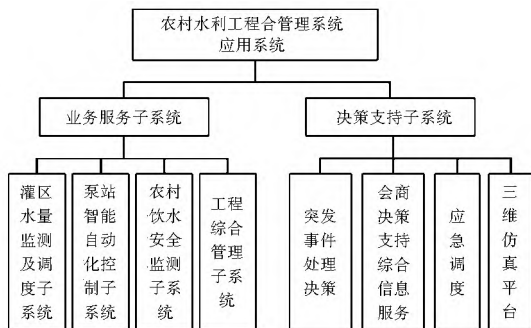 农村水利工程合管理系统
应用系统
业务服务子系统
决策支持子系统
灌区
水量
监测
及调
度子
系统
泵站
智能
自动
化控
制子
系统
农村
饮水
安全
监测
子系
统
工程
综合
管理
子系
统
突发
事件
处理
决策
会商
决策
支持
综合
信息
服务
应
急
调
度
三
维
仿
真
平
台